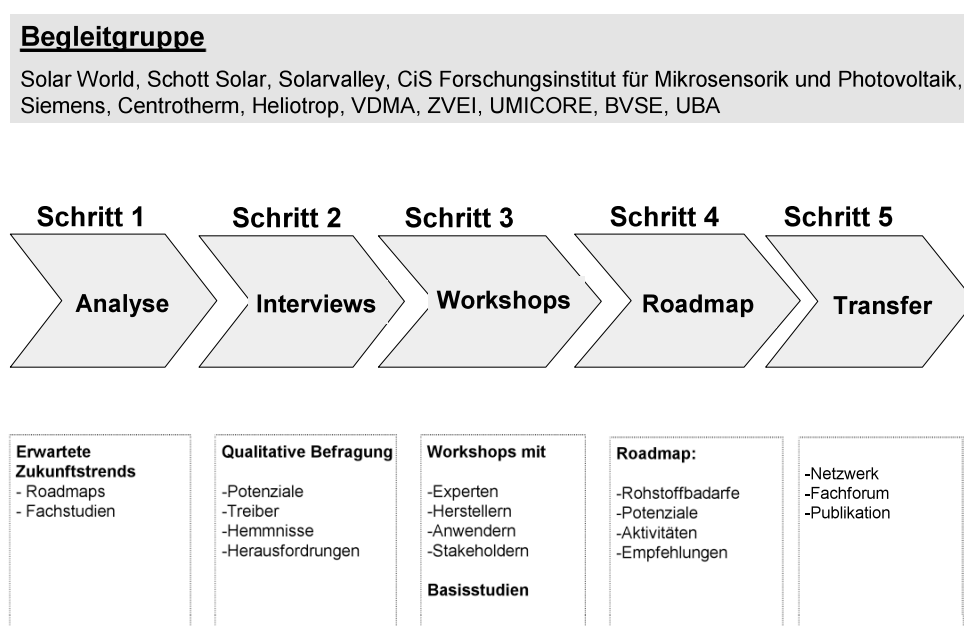 Begleitgruppe
Solar World, Schott Solar, Solarvalley, CiS Forschungsinstitut für Mikrosensorik und Photovoltaik,
Siemens, Centrotherm, Heliotrop, VDMA, ZVEI, UMICORE, BVSE, UBA
Schritt 1
Schritt 2
Schritt 3
Schritt 4
Schritt 5
Analyse
Interviews
Workshops
Roadmap
Transfer
Erwartete
Zukunftstrends
- Roadmaps
- Fachstudien
Qualitative Befragung
-Potenziale
-Treiber
-Hemmnisse
-Herausfordrungen
Workshops mit
-Experten
-Herstellern
-Anwendern
-Stakeholdern
Basisstudien
Roadmap:
-Rohstoffbadarfe
-Potenziale
-Aktivitäten
-Empfehlungen
-Netzwerk
-Fachforum
-Publikation